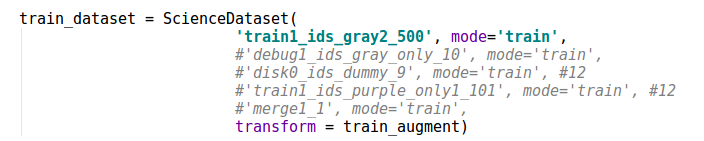 train_dataset = ScienceDataset(
'train1_ids_gray2_500', mode='train',
#'debug1_ids_gray_only_10', mode='train',
#'disk0_ids_dummy_9', mode='train', #12
#'train1_ids_purple_only1_101', mode='train', #12
#'merge1_1', mode='train',
transform = train_augment)